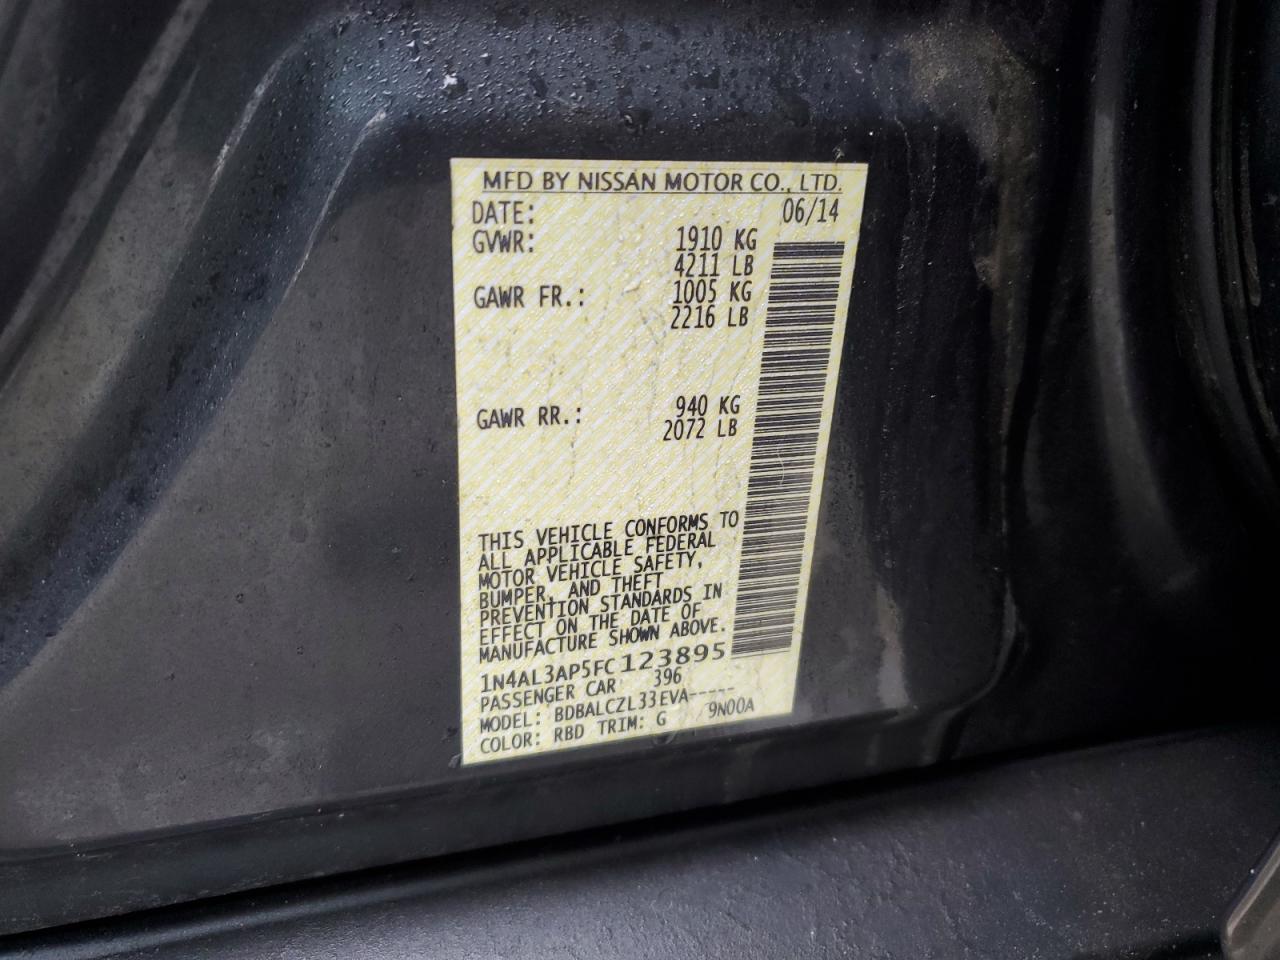 MFD BY NISSAN MOTOR CO., LTD.
DATE: 06/14
GVWR: 1910 KG
4211 LB
GAWR FR.: 1005 KG
2216 LB
GAWR RR.: 940 KG
2072 LB
THIS VEHICLE CONFORMS TO
ALL APPLICABLE FEDERAL
MOTOR VEHICLE SAFETY,
BUMPER, AND THEFT
PREVENTION STANDARDS IN
EFFECT ON THE DATE OF
MANUFACTURE SHOWN ABOVE.
1N4AL3AP5FC123895
PASSENGER CAR 396
MODEL: BDBALCZL33EVA-----
COLOR: RBD TRIM: G 9N00A